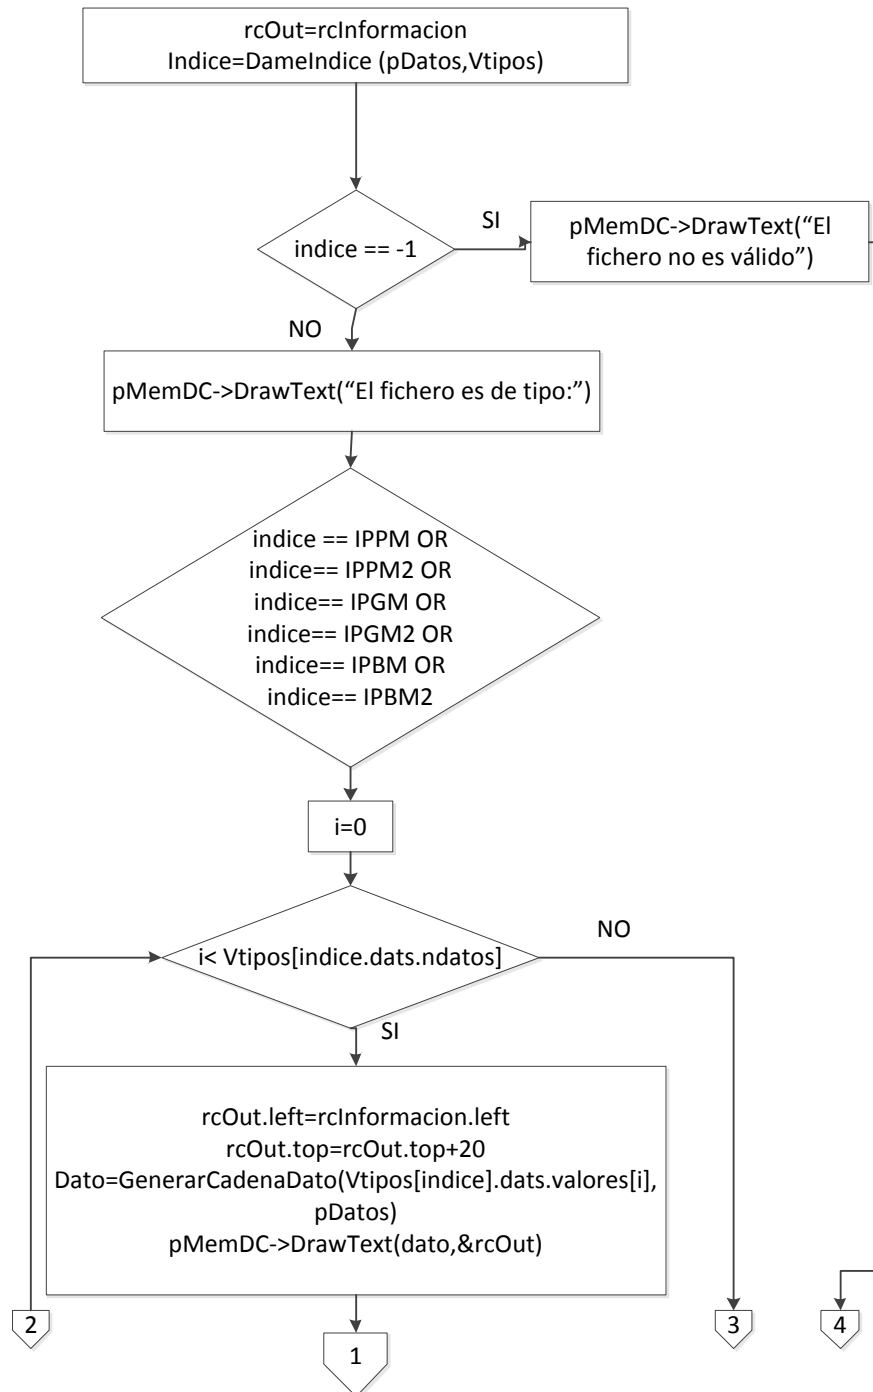 rcOut=rcInformacion
Indice=DameIndice (pDatos,Vtipos)
indice == -1
SI
pMemDC->DrawText(“El
fichero no es válido”)
NO
pMemDC->DrawText(“El fichero es de tipo:”)
indice == IPPM OR
indice== IPPM2 OR
indice== IPGM OR
indice== IPGM2 OR
indice== IPBM OR
indice== IPBM2
i=0
i< Vtipos[indice.dats.ndatos]
NO
SI
rcOut.left=rcInformacion.left
rcOut.top=rcOut.top+20
Dato=GenerarCadenaDato(Vtipos[indice].dats.valores[i],
pDatos)
pMemDC->DrawText(dato,&rcOut)
2
1
3
4